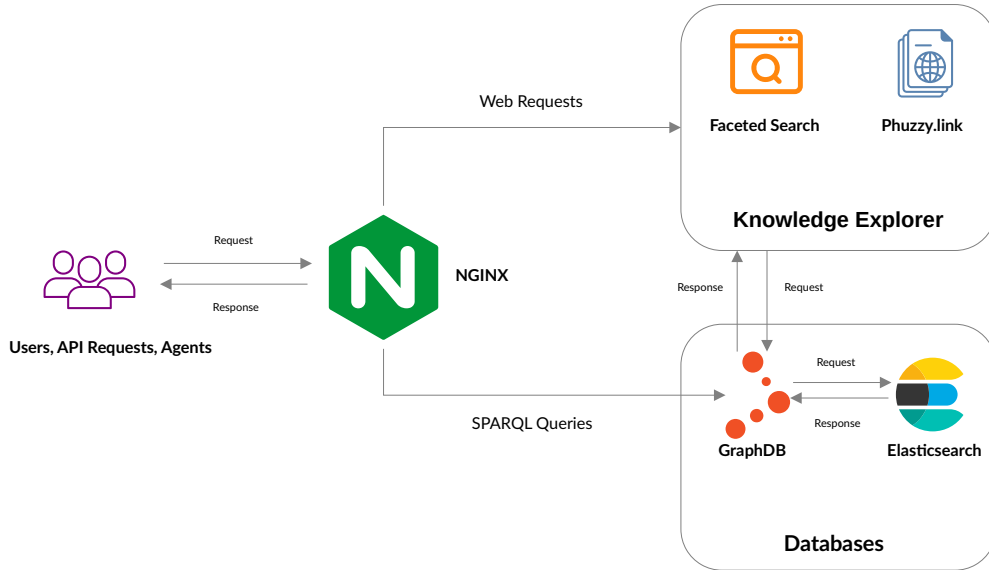 Faceted Search
Phuzzy.link
Web Requests
Knowledge Explorer
Request
NGINX
Response
Response
Request
Users, API Requests, Agents
Request
SPARQL Queries
Response
GraphDB
Elasticsearch
Databases